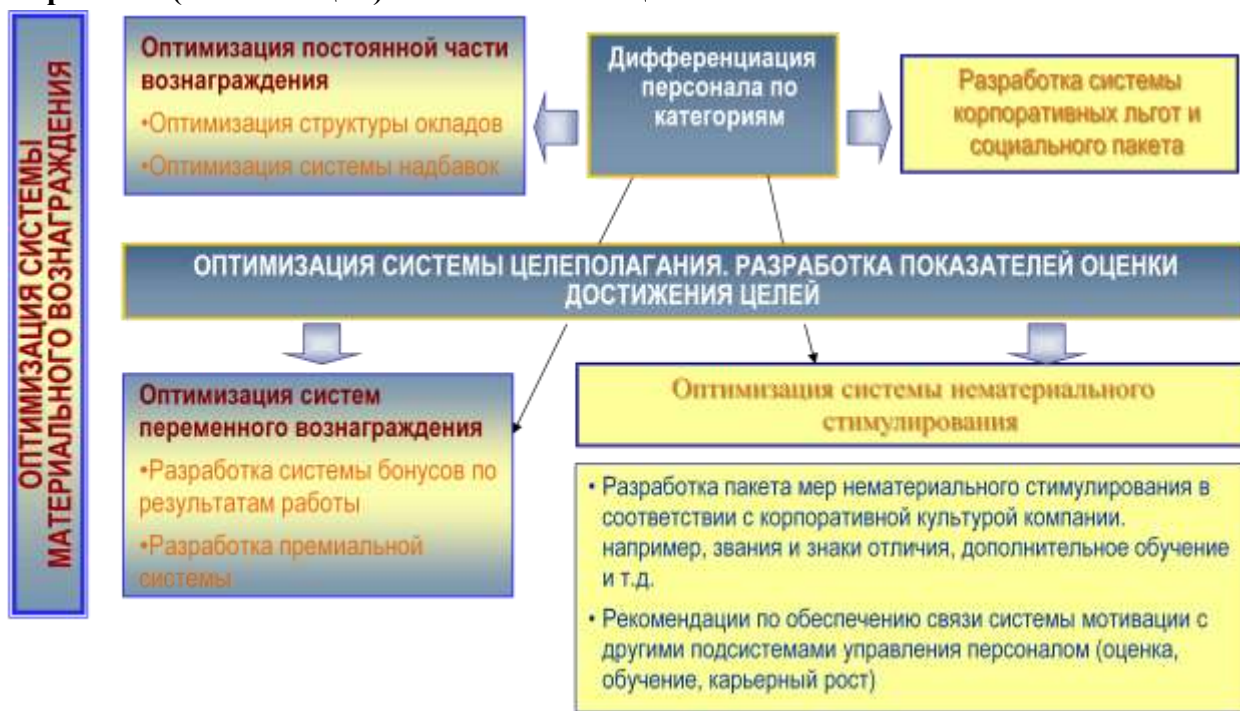 ОПТИМИЗАЦИЯ СИСТЕМЫ
МАТЕРИАЛЬНОГО ВОЗНАГРАЖДЕНИЯ
Оптимизация постоянной части
вознаграждения
•Оптимизация структуры окладов
•Оптимизация системы надбавок
Дифференциация
персонала по
категориям
Разработка системы
корпоративных льгот и
социального пакета
ОПТИМИЗАЦИЯ СИСТЕМЫ ЦЕЛЕПОЛАГАНИЯ. РАЗРАБОТКА ПОКАЗАТЕЛЕЙ ОЦЕНКИ
ДОСТИЖЕНИЯ ЦЕЛЕЙ
Оптимизация систем
переменного вознаграждения
•Разработка системы бонусов по
результатам работы
•Разработка премиальной
системы
Оптимизация системы нематериального
стимулирования
• Разработка пакета мер нематериального стимулирования в
соответствии с корпоративной культурой компании.
например, звания и знаки отличия, дополнительное обучение
и т.д.
• Рекомендации по обеспечению связи системы мотивации с
другими подсистемами управления персоналом (оценка,
обучение, карьерный рост)